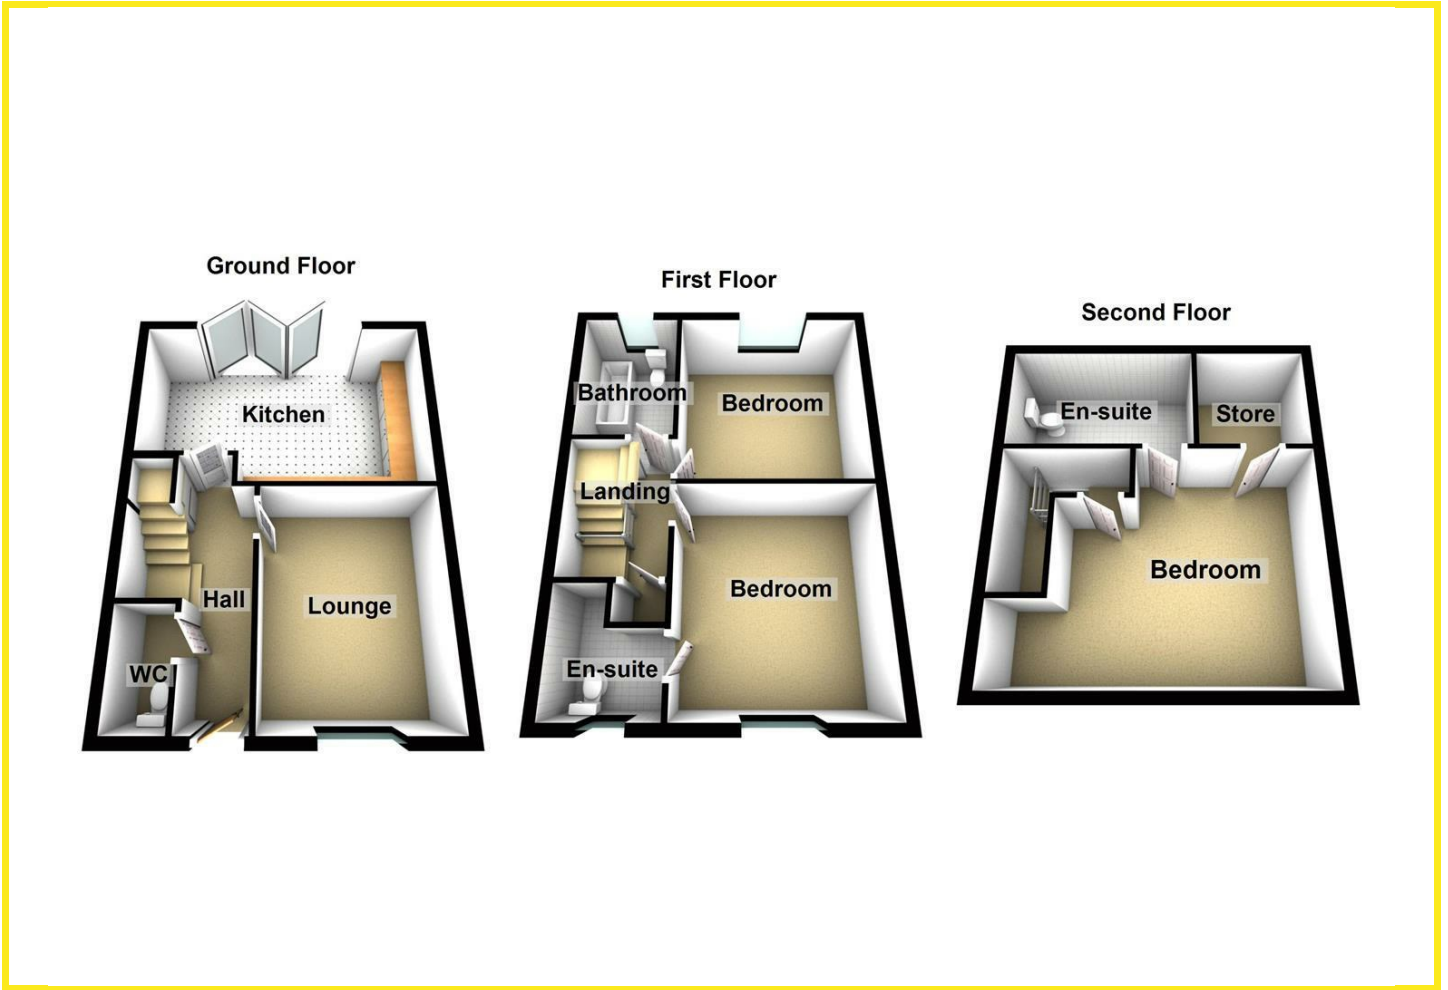 Ground Floor
Kitchen
Hall
Lounge
WC
First Floor
Bathroom
Bedroom
Landing
Bedroom
En-suite
Second Floor
En-suite
Store
Bedroom